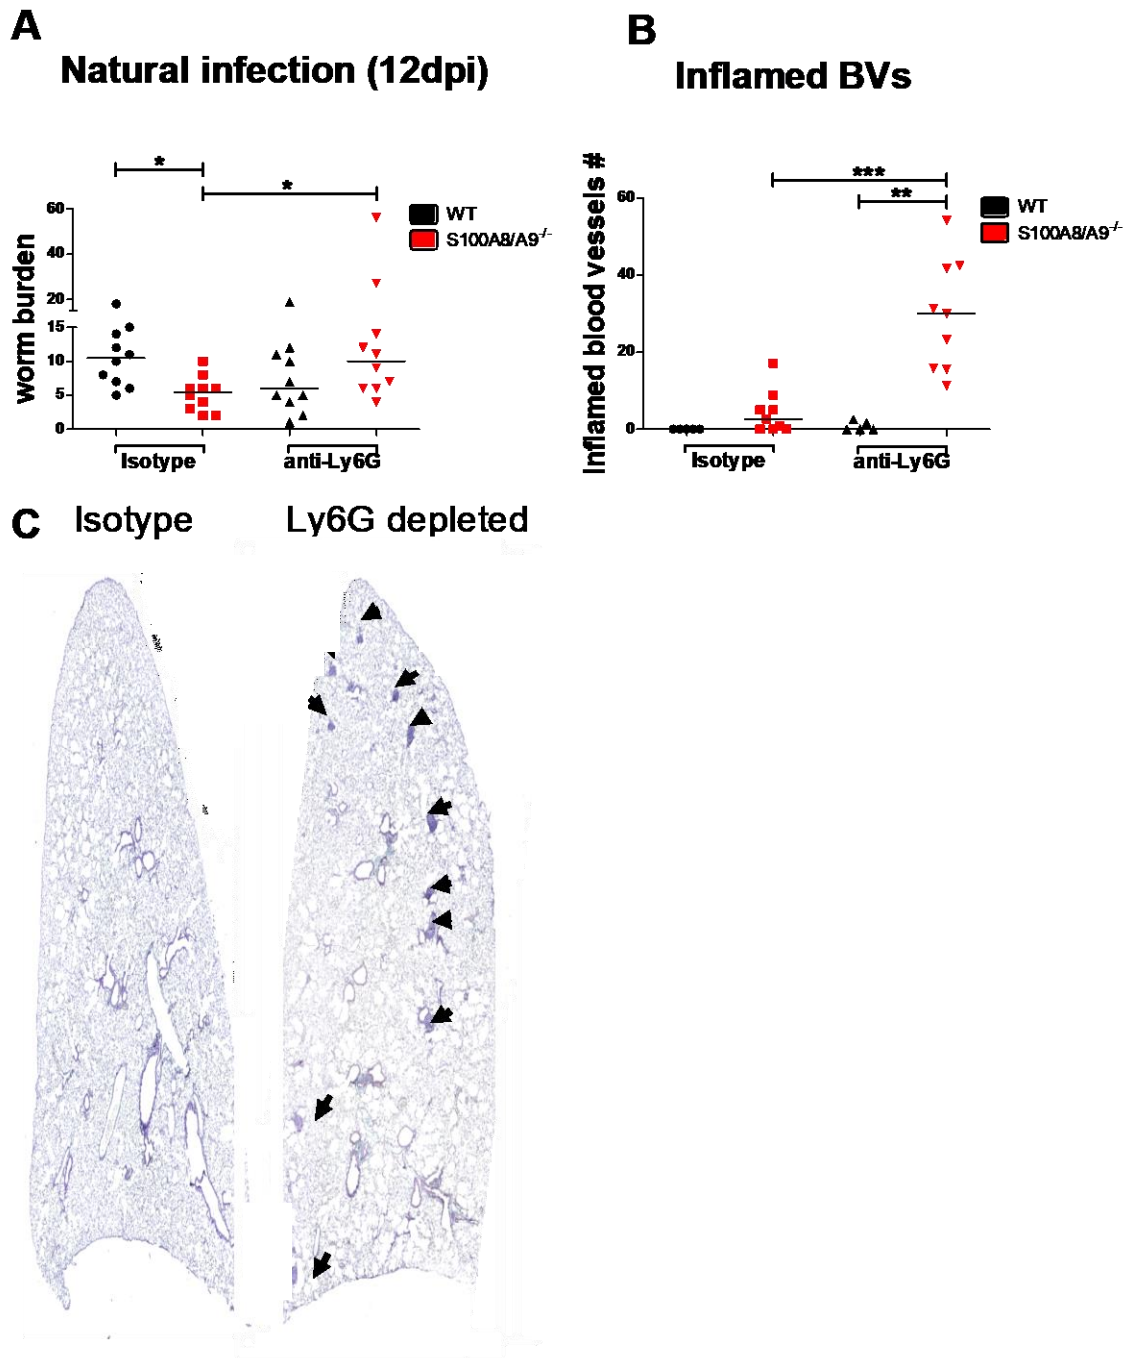 A
Natural infection (12dpi)
*
*
60
40
20
15
10
5
0
worm burden
Isotype
anti-Ly6G
WT
S100A8/A9-/-
B
Inflamed BVs
***
**
60
40
20
0
Inflamed blood vessels #
Isotype
anti-Ly6G
WT
S100A8/A9-/-
C
Isotype
Ly6G depleted